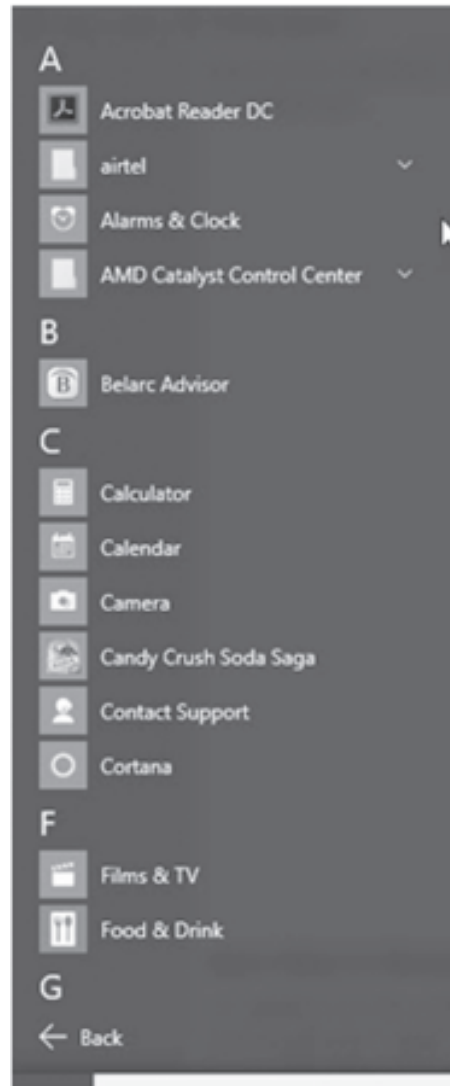 A
Acrobat Reader DC
airtel
Alarms & Clock
AMD Catalyst Control Center
B
Belarc Advisor
C
Calculator
Calendar
Camera
Candy Crush Soda Saga
Contact Support
Cortana
F
Films & TV
Food & Drink
G
Back